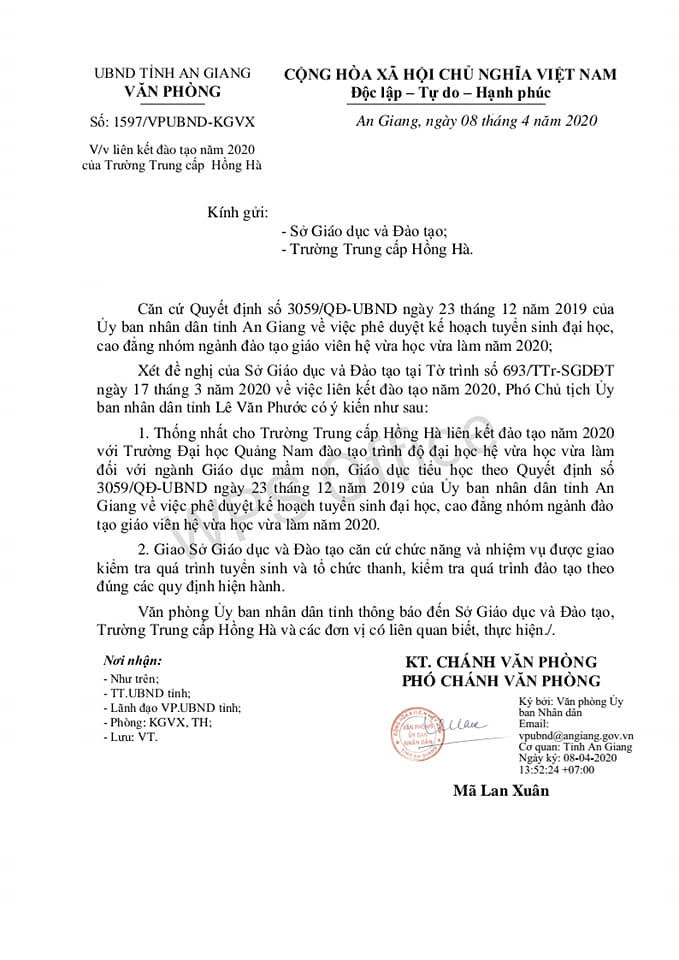 UBND TỈNH AN GIANG
VĂN PHÒNG
Số: 1597/VPUBND-KGVX
V/v liên kết đào tạo năm 2020
của Trường Trung cấp Hồng Hà
CỘNG HÒA XÃ HỘI CHỦ NGHĨA VIỆT NAM
Độc lập – Tự do – Hạnh phúc
An Giang, ngày 08 tháng 4 năm 2020
Kính gửi:
- Sở Giáo dục và Đào tạo;
- Trường Trung cấp Hồng Hà.
Căn cứ Quyết định số 3059/QĐ-UBND ngày 23 tháng 12 năm 2019 của
Ủy ban nhân dân tỉnh An Giang về việc phê duyệt kế hoạch tuyển sinh đại học,
cao đẳng nhóm ngành đào tạo giáo viên hệ vừa học vừa làm năm 2020;
Xét đề nghị của Sở Giáo dục và Đào tạo tại Tờ trình số 693/TTr-SGDĐT
ngày 17 tháng 3 năm 2020 về việc liên kết đào tạo năm 2020, Phó Chủ tịch Ủy
ban nhân dân tỉnh Lê Văn Phước có ý kiến như sau:
1. Thống nhất cho Trường Trung cấp Hồng Hà liên kết đào tạo năm 2020
với Trường Đại học Quảng Nam đào tạo trình độ đại học hệ vừa học vừa làm
đối với ngành Giáo dục mầm non, Giáo dục tiểu học theo Quyết định số
3059/QĐ-UBND ngày 23 tháng 12 năm 2019 của Ủy ban nhân dân tỉnh An
Giang về việc phê duyệt kế hoạch tuyển sinh đại học, cao đẳng nhóm ngành đào
tạo giáo viên hệ vừa học vừa làm năm 2020.
2. Giao Sở Giáo dục và Đào tạo căn cứ chức năng và nhiệm vụ được giao
kiểm tra quá trình tuyển sinh và tổ chức thanh, kiểm tra quá trình đào tạo theo
đúng các quy định hiện hành.
Văn phòng Ủy ban nhân dân tỉnh thông báo đến Sở Giáo dục và Đào tạo,
Trường Trung cấp Hồng Hà và các đơn vị có liên quan biết, thực hiện./.
WPS Office
Nơi nhận:
- Như trên;
- TT.UBND tỉnh;
- Lãnh đạo VP.UBND tỉnh;
- Phòng: KGVX, TH;
- Lưu: VT.
KT. CHÁNH VĂN PHÒNG
PHÓ CHÁNH VĂN PHÒNG
VĂN PHÒNG
ỦY BAN
NHÂN DÂN
Ký bởi: Văn phòng Ủy
ban Nhân dân
Email:
vpubnd@angiang.gov.vn
Cơ quan: Tỉnh An Giang
Ngày ký: 08-04-2020
13:52:24 +07:00
Mã Lan Xuân